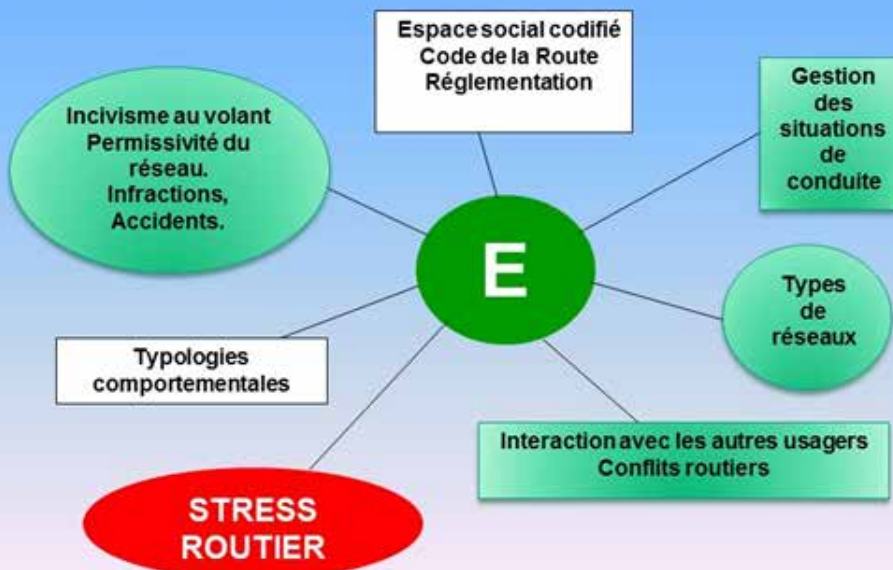 Espace social codifié
Code de la Route
Réglementation
Gestion
des
situations
de
conduite
Incivisme au volant
Permissivité du
réseau.
Infractions,
Accidents.
E
Types
de
réseaux
Typologies
comportementales
Interaction avec les autres usagers
Conflits routiers
STRESS
ROUTIER